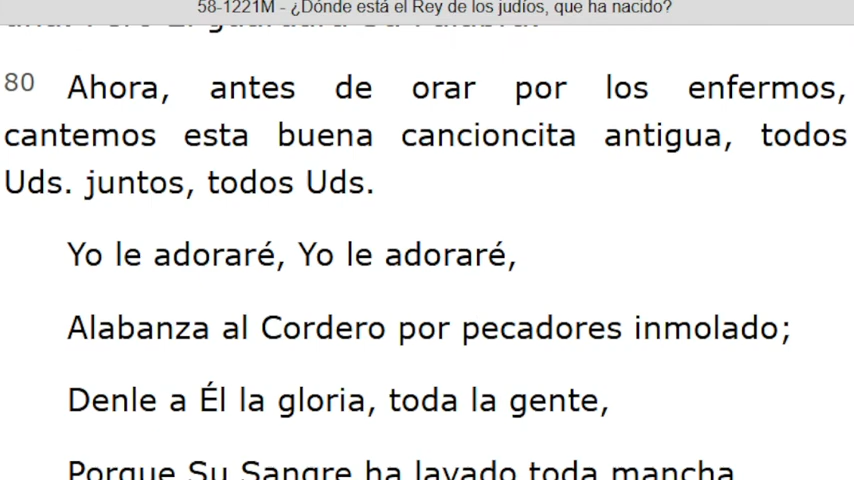 58-1221M - ¿Dónde está el Rey de los judíos, que ha nacido?
80 Ahora, antes de orar por los enfermos,
cantemos esta buena cancioncita antigua, todos
Uds. juntos, todos Uds.
Yo le adoraré, Yo le adoraré,
Alabanza al Cordero por pecadores inmolado;
Denle a Él la gloria, toda la gente,
Porque Su Sangre ha lavado toda mancha